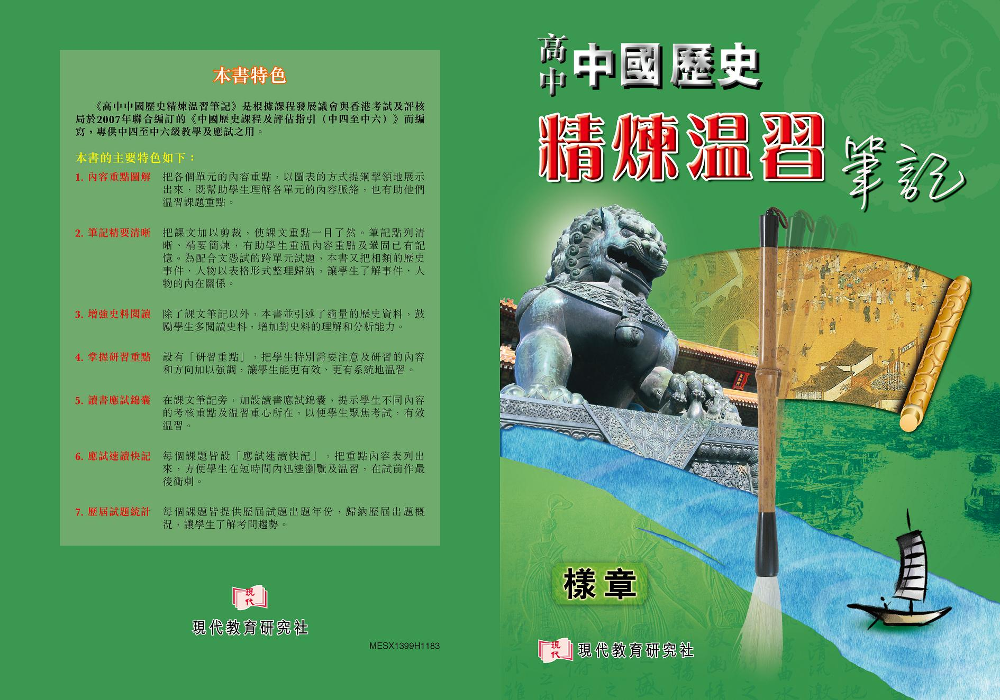 本書特色
《高中中國歷史精煉温習筆記》是根據課程發展議會與香港考試及評核
局於2007年聯合編訂的《中國歷史課程及評估指引（中四至中六）》而編
寫，專供中四至中六級教學及應試之用。
本書的主要特色如下：
1. 內容重點圖解 把各個單元的內容重點，以圖表的方式提鋼挈領地展示
出來，既幫助學生理解各單元的內容脈絡，也有助他們
温習課題重點。
2. 筆記精要清晰 把課文加以剪裁，使課文重點一目了然。筆記點列清
晰、精要簡煉，有助學生重温內容重點及鞏固已有記
憶。為配合文憑試的跨單元試題，本書又把相類的歷史
事件、人物以表格形式整理歸納，讓學生了解事件、人
物的內在關係。
3. 增強史料閱讀 除了課文筆記以外，本書並引述了適量的歷史資料，鼓
勵學生多閱讀史料，增加對史料的理解和分析能力。
4. 掌握研習重點 設有「研習重點」，把學生特別需要注意及研習的內容
和方向加以強調，讓學生能更有效、更有系統地温習。
5. 讀書應試錦囊 在課文筆記旁，加設讀書應試錦囊，提示學生不同內容
的考核重點及温習重心所在，以便學生聚焦考試，有效
温習。
6. 應試速讀快記 每個課題皆設「應試速讀快記」，把重點內容表列出
來，方便學生在短時間內迅速瀏覽及温習，在試前作最
後衝刺。
7. 歷屆試題統計 每個課題皆提供歷屆試題出題年份，歸納歷屆出題概
況，讓學生了解考問趨勢。
現代
現代教育研究社
MESX1399H1183
高中 中國歷史
精煉温習 筆記
太和門
樣章
現代
現代教育研究社